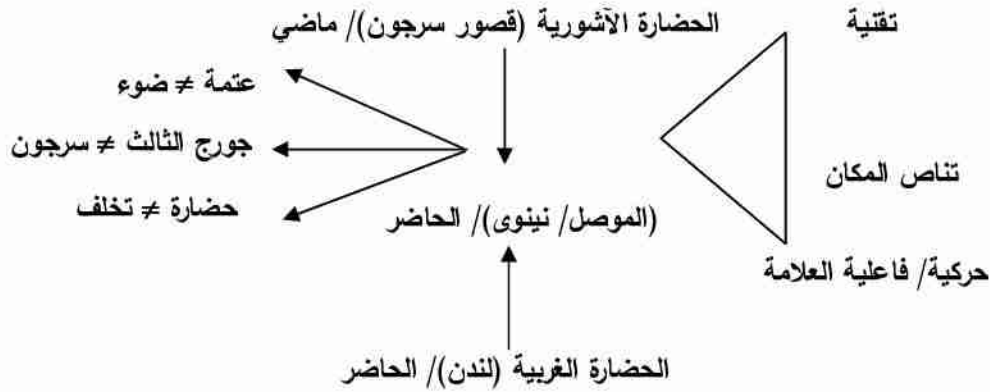 تقنية
الحضارة الآشورية (قصور سرجون)/ ماضي
عتمة ≠ ضوء
جورج الثالث ≠ سرجون
تناص المكان
حضارة ≠ تخلف
(الموصل/ نينوى)/ الحاضر
حركية/ فاعلية العلامة
الحضارة الغربية (لندن)/ الحاضر